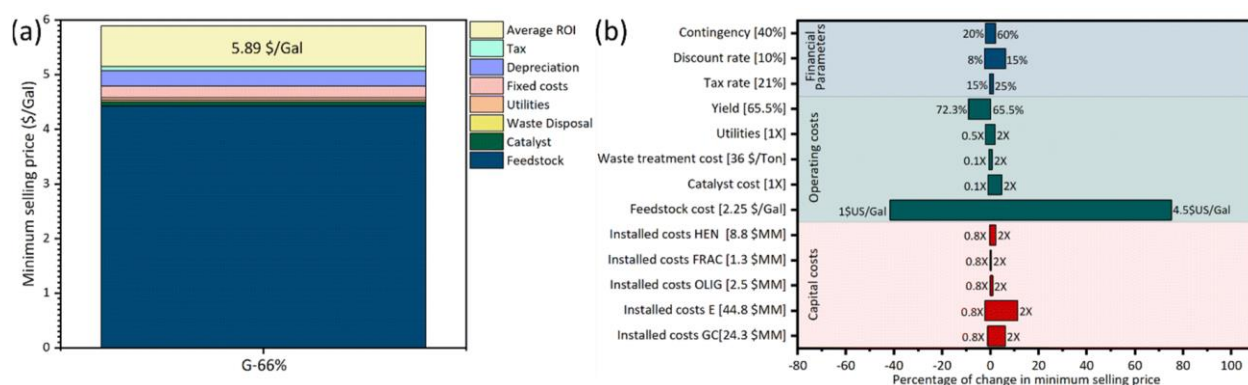 (a)
6
5
4
3
2
1
0
Minimum selling price ($/Gal)
5.89 $/Gal
G-66%
Average ROI
Tax
Depreciation
Fixed costs
Utilities
Waste Disposal
Catalyst
Feedstock
(b)
Financial
Parameters
Operating costs
Capital costs
Contingency [40%] 20% 60%
Discount rate [10%] 8% 15%
Tax rate [21%] 15% 25%
Yield [65.5%] 72.3% 65.5%
Utilities [1X] 0.5X 2X
Waste treatment cost [36 $/Ton] 0.1X 2X
Catalyst cost [1X] 0.1X 2X
Feedstock cost [2.25 $/Gal] 1$US/Gal 4.5$US/Gal
Installed costs HEN [8.8 $MM] 0.8X 2X
Installed costs FRAC [1.3 $MM] 0.8X 2X
Installed costs OLIG [2.5 $MM] 0.8X 2X
Installed costs E [44.8 $MM] 0.8X 2X
Installed costs GC[24.3 $MM] 0.8X 2X
-80 -60 -40 -20 0 20 40 60 80 100
Percentage of change in minimum selling price